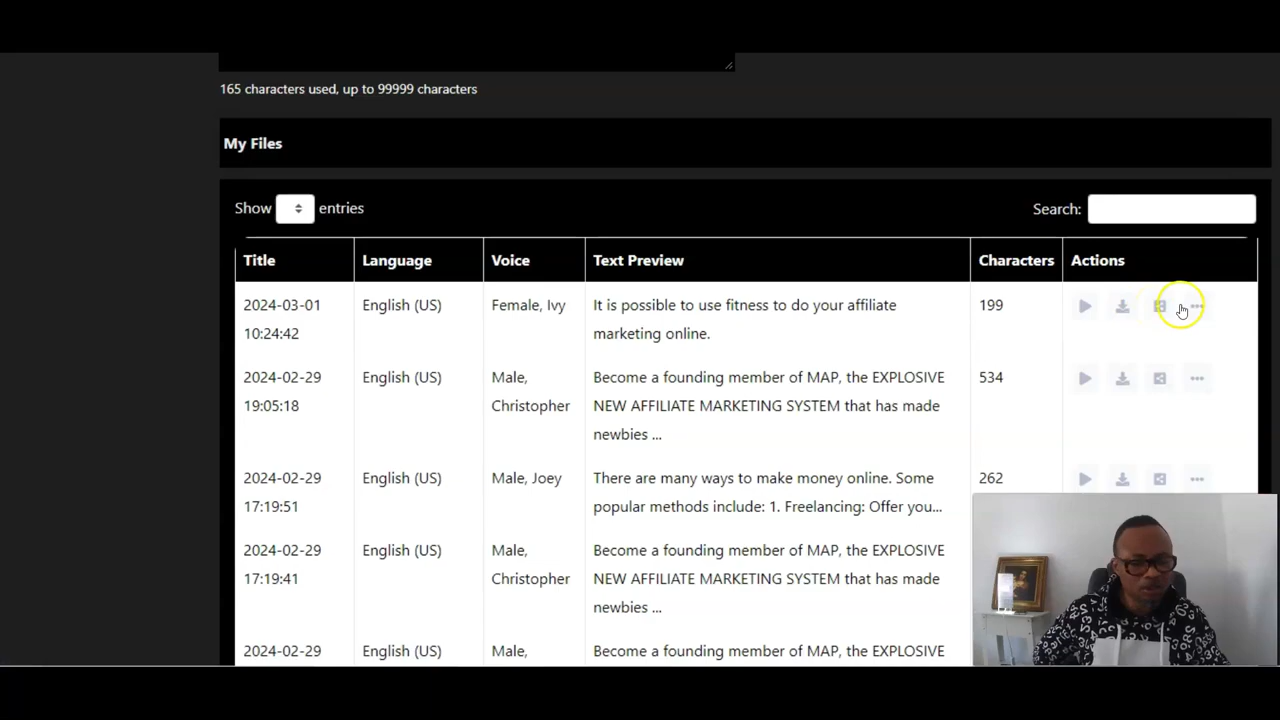 165 characters used, up to 99999 characters
My Files
Show entries Search:
Title Language Voice Text Preview Characters Actions
2024-03-01 English (US) Female, Ivy It is possible to use fitness to do your affiliate 199
10:24:42 marketing online.
2024-02-29 English (US) Male, Become a founding member of MAP, the EXPLOSIVE 534
19:05:18 Christopher NEW AFFILIATE MARKETING SYSTEM that has made
newbies ...
2024-02-29 English (US) Male, Joey There are many ways to make money online. Some 262
17:19:51 popular methods include: 1. Freelancing: Offer you...
2024-02-29 English (US) Male, Become a founding member of MAP, the EXPLOSIVE
17:19:41 Christopher NEW AFFILIATE MARKETING SYSTEM that has made
newbies ...
2024-02-29 English (US) Male, Become a founding member of MAP, the EXPLOSIVE